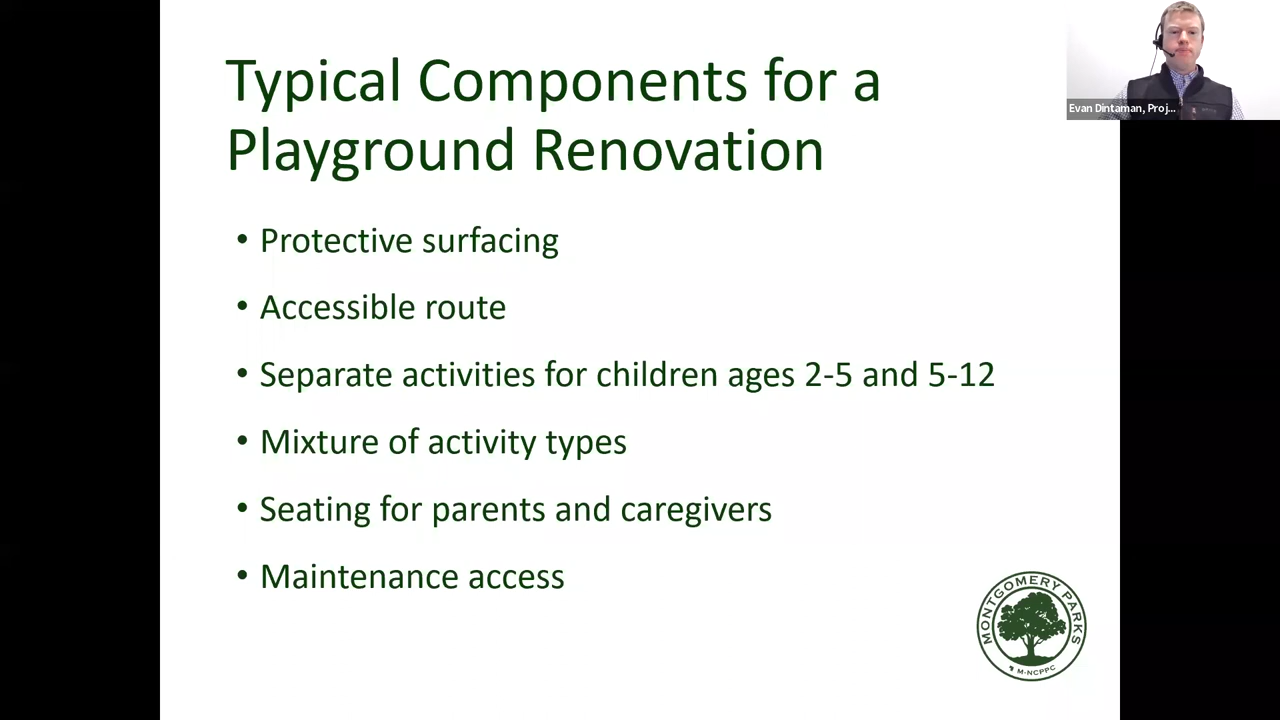 Typical Components for a
Playground Renovation
• Protective surfacing
• Accessible route
• Separate activities for children ages 2-5 and 5-12
• Mixture of activity types
• Seating for parents and caregivers
• Maintenance access
Evan Dintaman, Proj...
MONTGOMERY PARKS
M-NCPPC